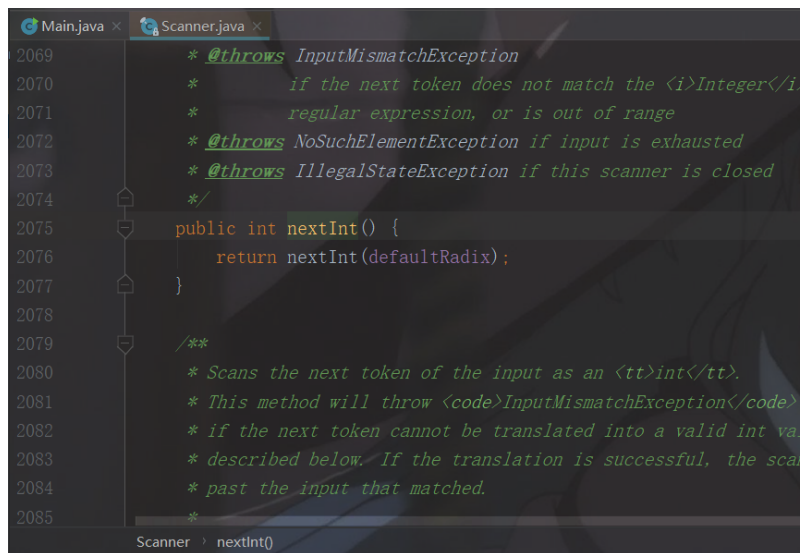 Main.java × Scanner.java ×
2069 * @throws InputMismatchException
2070 * if the next token does not match the <i>Integer</i>
2071 * regular expression, or is out of range
2072 * @throws NoSuchElementException if input is exhausted
2073 * @throws IllegalStateException if this scanner is closed
2074 */
2075 public int nextInt() {
2076 return nextInt(defaultRadix);
2077 }
2078
2079 /**
2080 * Scans the next token of the input as an <tt>int</tt>.
2081 * This method will throw <code>InputMismatchException</code>
2082 * if the next token cannot be translated into a valid int
2083 * described below. If the translation is successful, the
2084 * past the input that matched.
2085 *
Scanner › nextInt()